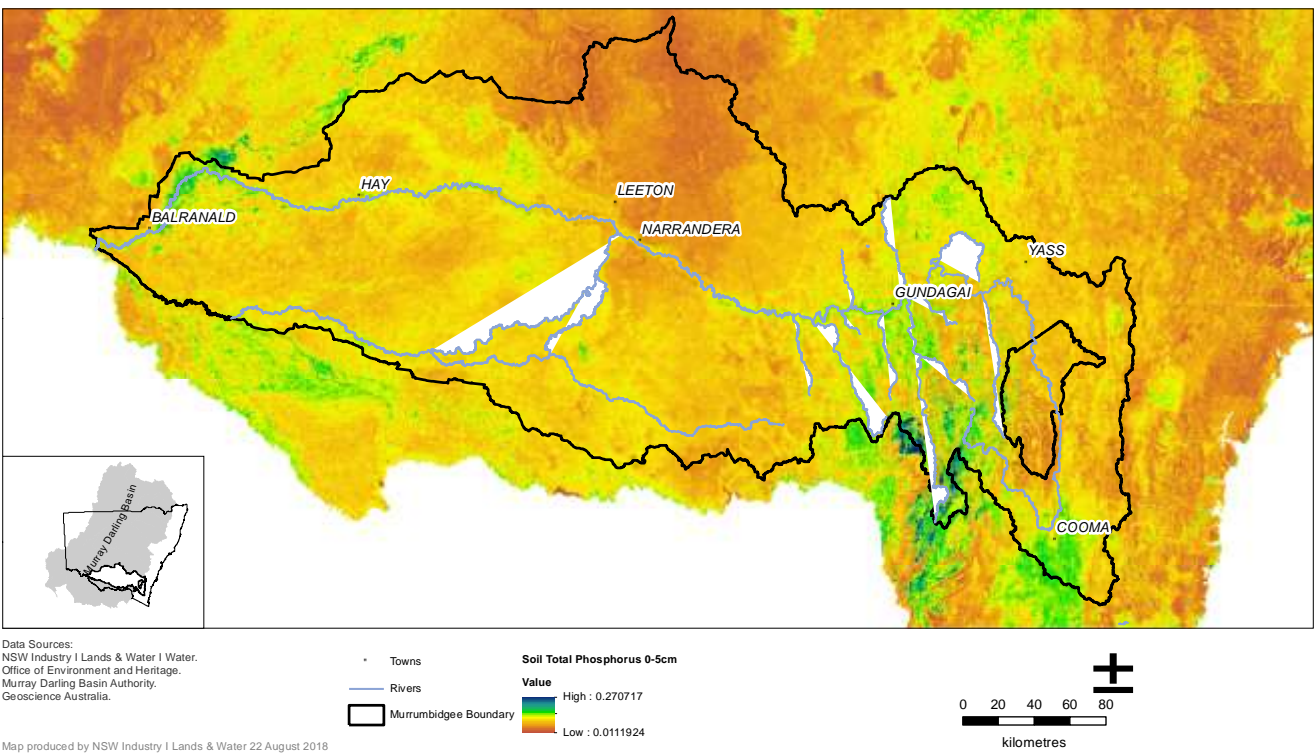 HAY
LEETON
BALRANALD
NARRANDERA
YASS
GUNDAGAI
COOMA
Murray Darling Basin
Data Sources:
NSW Industry I Lands & Water I Water.
Office of Environment and Heritage.
Murray Darling Basin Authority.
Geoscience Australia.
Map produced by NSW Industry I Lands & Water 22 August 2018
Towns
Rivers
Murrumbidgee Boundary
Soil Total Phosphorus 0-5cm
Value
High : 0.270717
Low : 0.0111924
0 20 40 60 80
kilometres